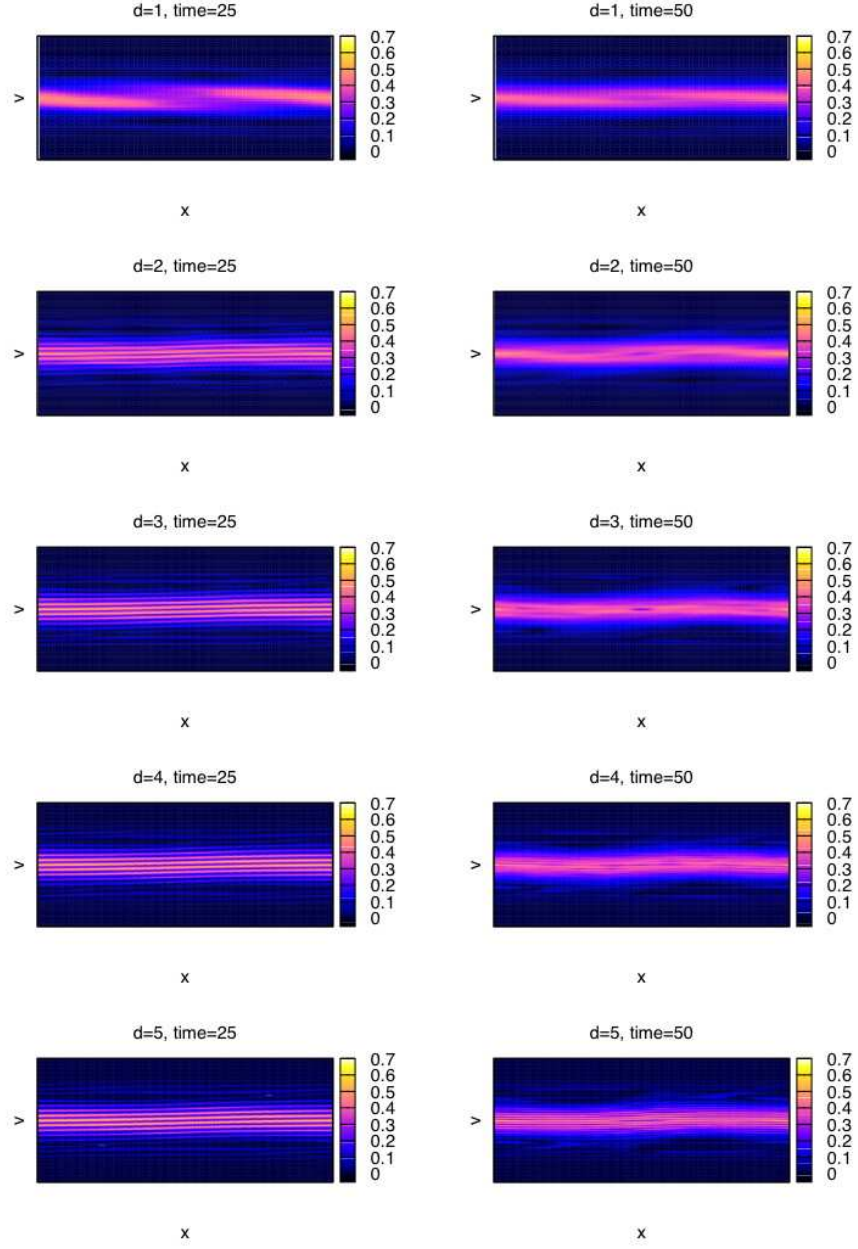 d=1, time=25
0.7
0.6
0.5
0.4
0.3
0.2
0.1
0
v
x
d=1, time=50
0.7
0.6
0.5
0.4
0.3
0.2
0.1
0
v
x
d=2, time=25
0.7
0.6
0.5
0.4
0.3
0.2
0.1
0
v
x
d=2, time=50
0.7
0.6
0.5
0.4
0.3
0.2
0.1
0
v
x
d=3, time=25
0.7
0.6
0.5
0.4
0.3
0.2
0.1
0
v
x
d=3, time=50
0.7
0.6
0.5
0.4
0.3
0.2
0.1
0
v
x
d=4, time=25
0.7
0.6
0.5
0.4
0.3
0.2
0.1
0
v
x
d=4, time=50
0.7
0.6
0.5
0.4
0.3
0.2
0.1
0
v
x
d=5, time=25
0.7
0.6
0.5
0.4
0.3
0.2
0.1
0
v
x
d=5, time=50
0.7
0.6
0.5
0.4
0.3
0.2
0.1
0
v
x